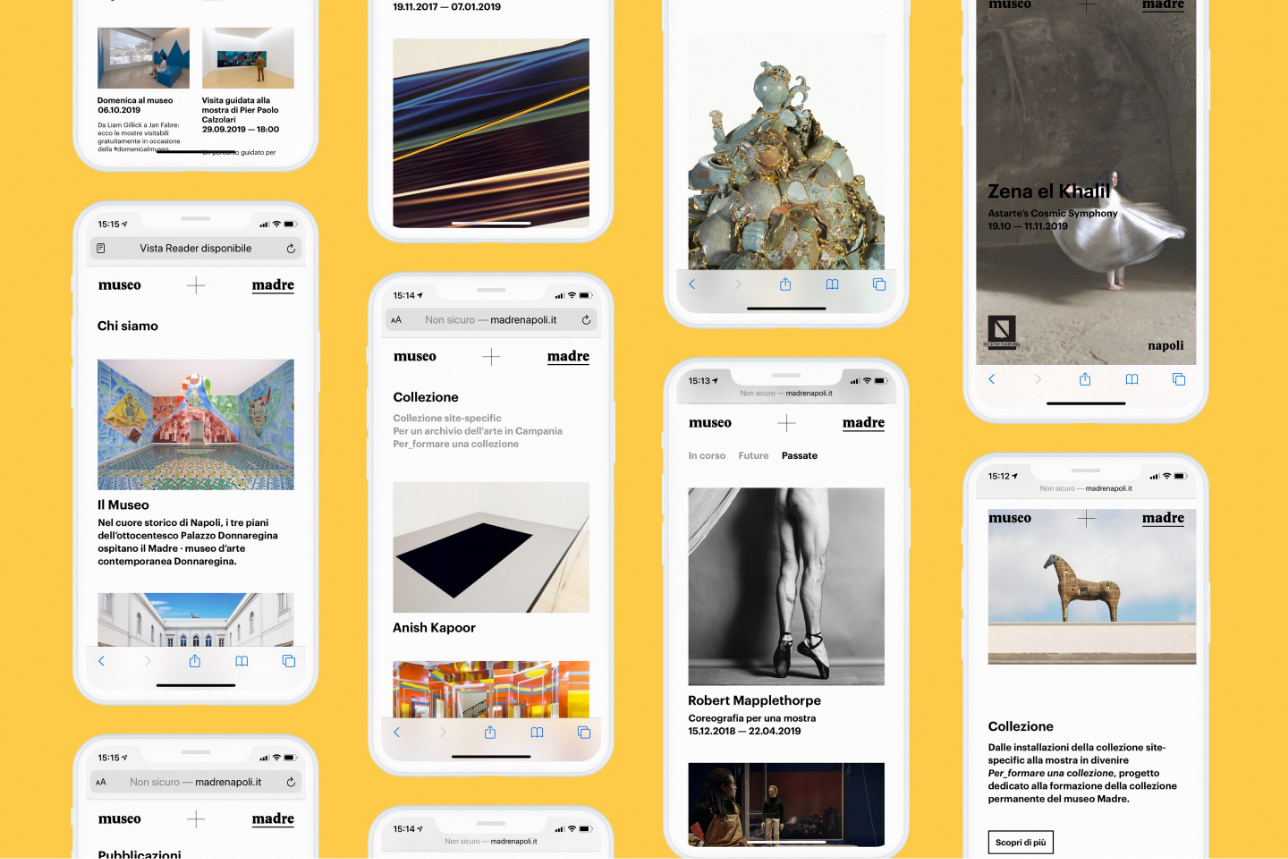 Domenica al museo
06.10.2019
Da Liam Gillick a Jan Fabre:
ecco le mostre visitabili
gratuitamente in occasione
della #domenicalmuseo
Visita guidata alla
mostra di Pier Paolo
Calzolari
29.09.2019 — 18:00
Un percorso guidato per
15:15
Vista Reader disponibile
museo madre
Chi siamo
Il Museo
Nel cuore storico di Napoli, i tre piani
dell'ottocentesco Palazzo Donnaregina
ospitano il Madre · museo d'arte
contemporanea Donnaregina.
15:15
AA Non sicuro — madrenapoli.it
museo madre
Pubblicazioni
19.11.2017 — 07.01.2019
15:14
AA Non sicuro — madrenapoli.it
museo madre
Collezione
Collezione site-specific
Per un archivio dell'arte in Campania
Per_formare una collezione
Anish Kapoor
15:14
Non sicuro — madrenapoli.it
15:13
Non sicuro — madrenapoli.it
museo madre
In corso Future Passate
Robert Mapplethorpe
Coreografia per una mostra
15.12.2018 — 22.04.2019
museo madre
Zena el Khalil
Astarte's Cosmic Symphony
19.10 — 11.11.2019
napoli
15:12
Non sicuro — madrenapoli.it
museo madre
Collezione
Dalle installazioni della collezione site-
specific alla mostra in divenire
Per_formare una collezione, progetto
dedicato alla formazione della collezione
permanente del museo Madre.
Scopri di più